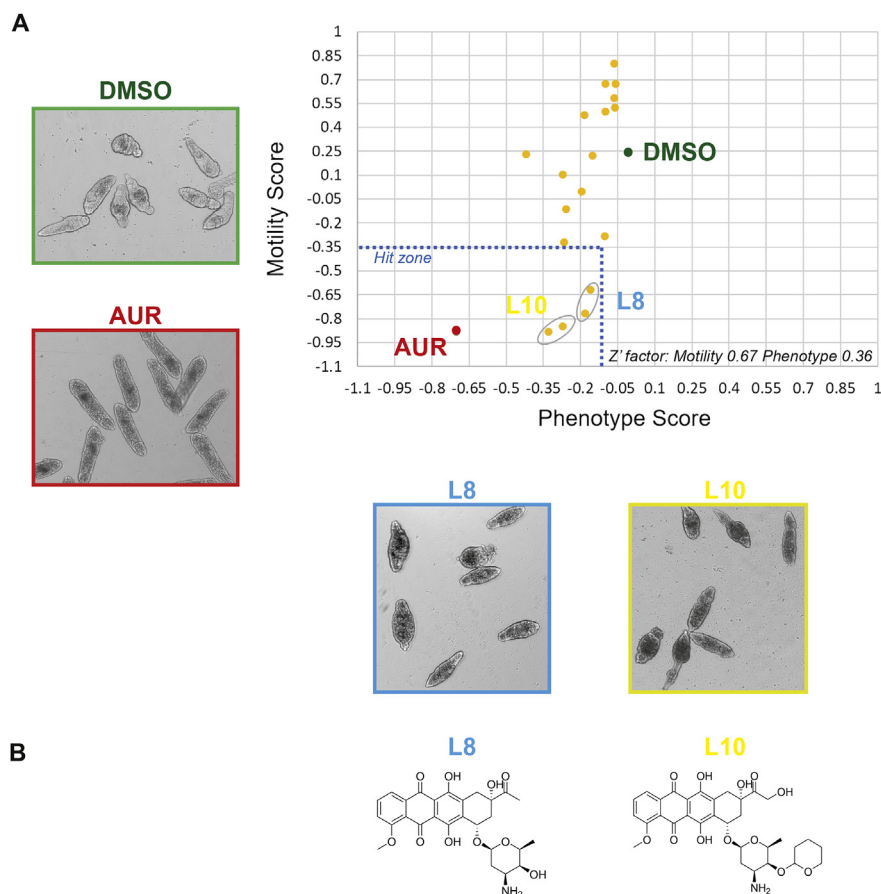 A
DMSO
AUR
Motility Score
1
0.85
0.7
0.55
0.4
0.25
0.1
-0.05
-0.2
-0.35
-0.5
-0.65
-0.8
-0.95
-1.1
DMSO
Hit zone
L10
L8
AUR
Z' factor: Motility 0.67 Phenotype 0.36
-1.1 -0.95 -0.8 -0.65 -0.5 -0.35 -0.2 -0.05 0.1 0.25 0.4 0.55 0.7 0.85 1
Phenotype Score
L8
L10
B
L8
L10
O OH OH O
O O OH O
O
OH
NH2
O OH OH O
OH
O O OH O
O
O O
NH2